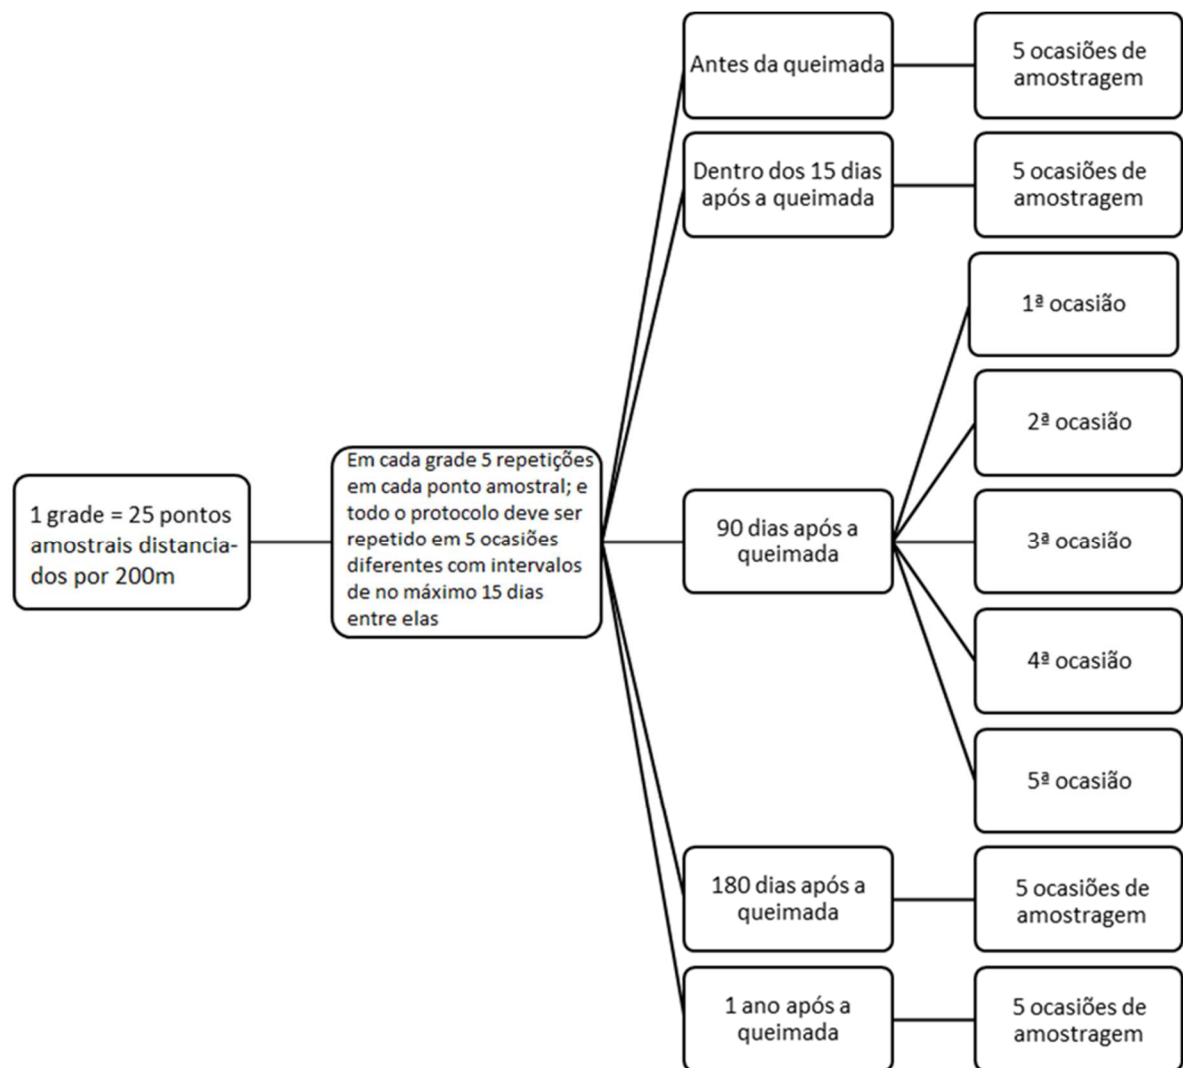 1 grade = 25 pontos
amostrais distancia-
dos por 200m
Em cada grade 5 repetições
em cada ponto amostral; e
todo o protocolo deve ser
repetido em 5 ocasiões
diferentes com intervalos
de no máximo 15 dias
entre elas
Antes da queimada
5 ocasiões de
amostragem
Dentro dos 15 dias
após a queimada
5 ocasiões de
amostragem
90 dias após a
queimada
1ª ocasião
2ª ocasião
3ª ocasião
4ª ocasião
5ª ocasião
180 dias após a
queimada
5 ocasiões de
amostragem
1 ano após a
queimada
5 ocasiões de
amostragem